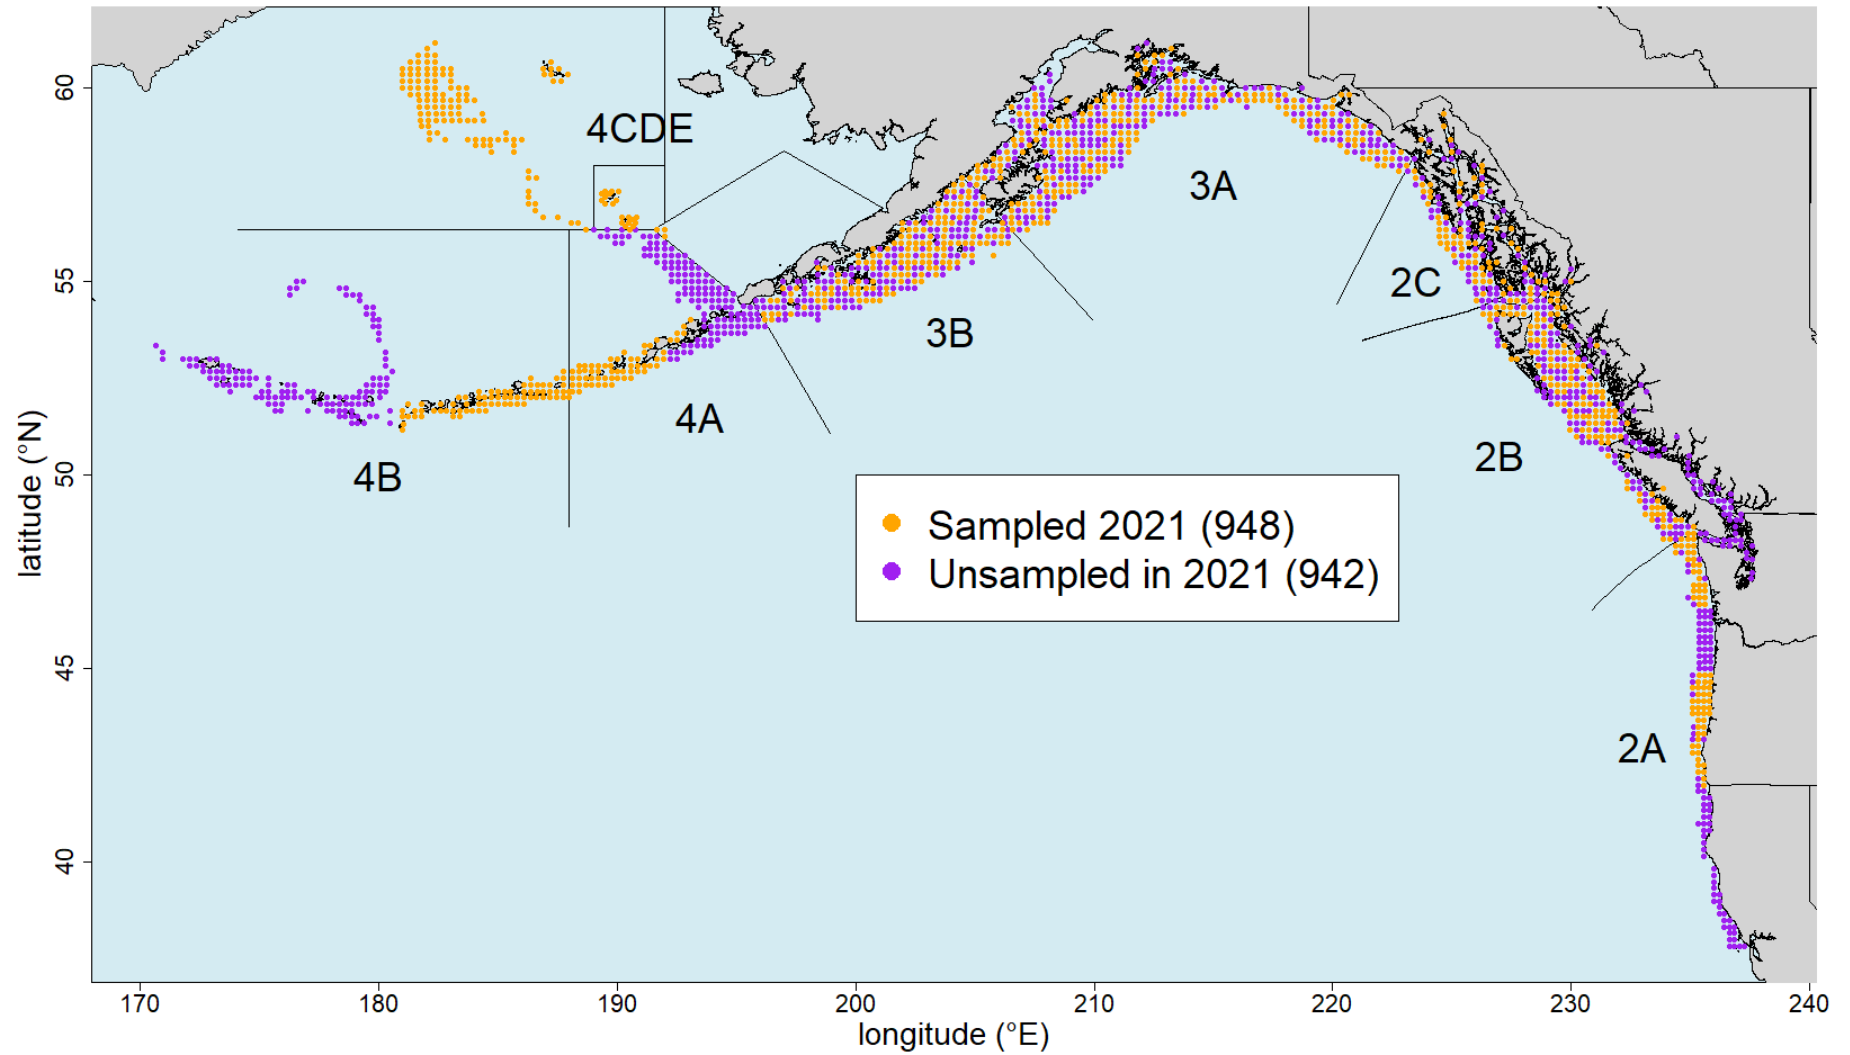 60
55
50
45
40
latitude (°N)
4CDE
3A
2C
3B
4A
2B
4B
2A
Sampled 2021 (948)
Unsampled in 2021 (942)
170
180
190
200
210
220
230
240
longitude (°E)